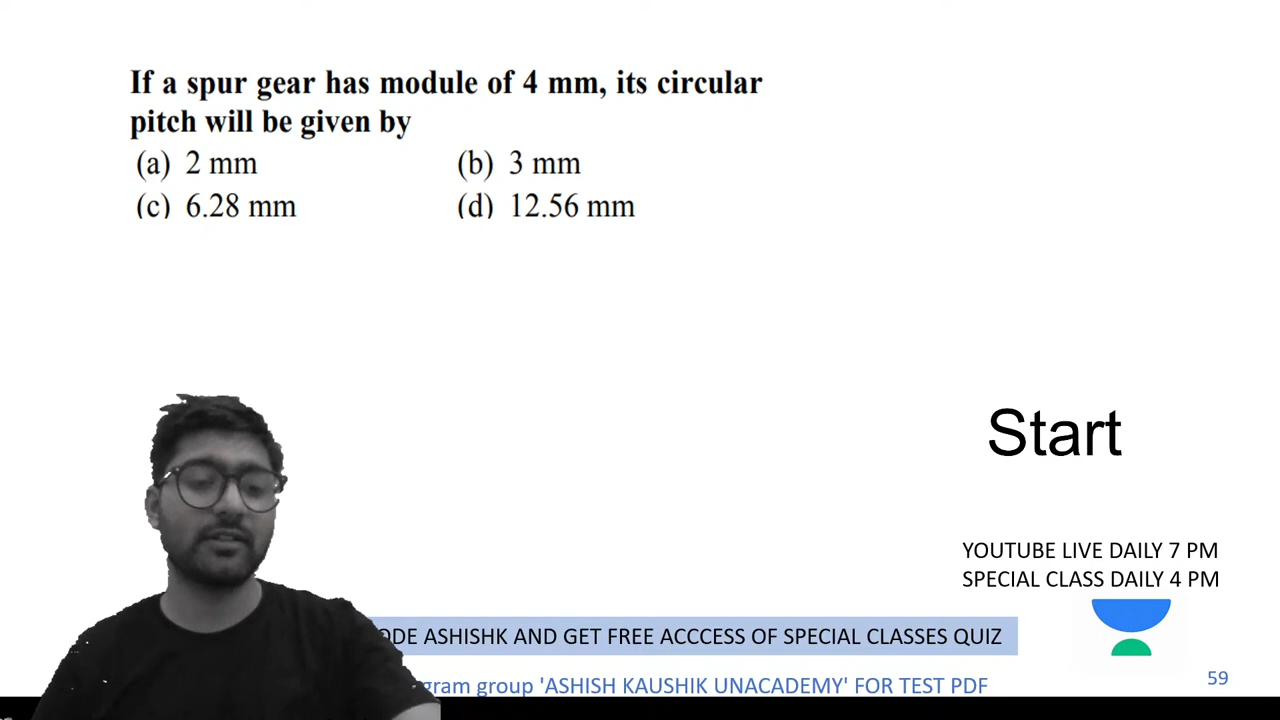 If a spur gear has module of 4 mm, its circular
pitch will be given by
(a) 2 mm (b) 3 mm
(c) 6.28 mm (d) 12.56 mm
Start
YOUTUBE LIVE DAILY 7 PM
SPECIAL CLASS DAILY 4 PM
ASHISHK AND GET FREE ACCCESS OF SPECIAL CLASSES QUIZ
group 'ASHISH KAUSHIK UNACADEMY' FOR TEST PDF
59